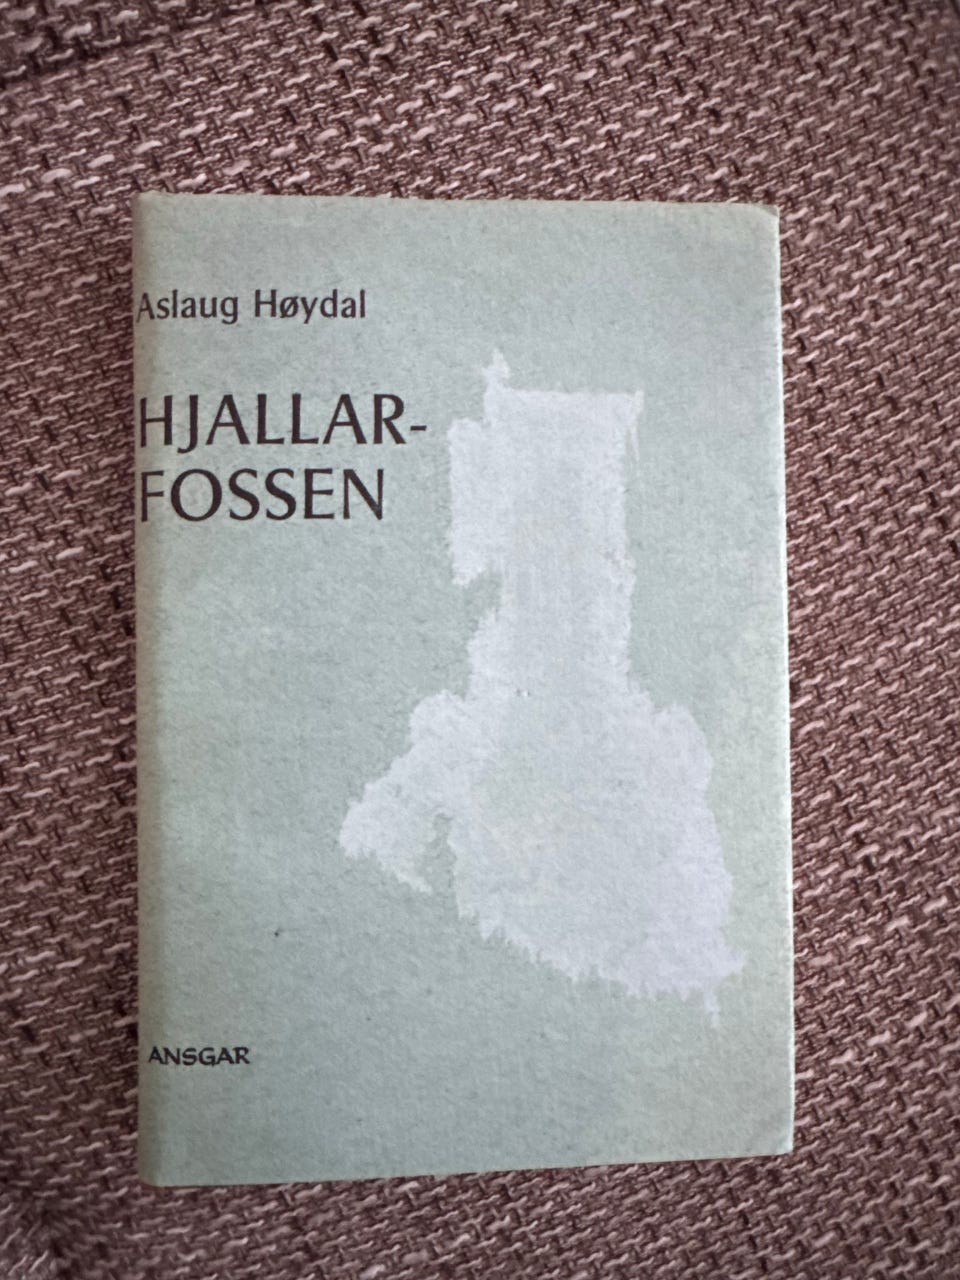 Aslaug Høydal
HJALLAR-
FOSSEN
ANSGAR